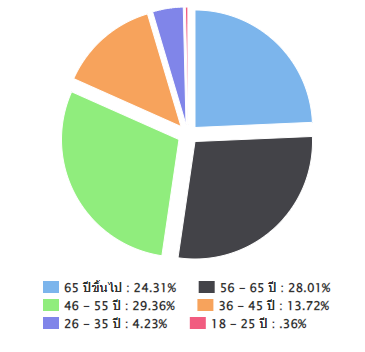 65 ปีขึ้นไป : 24.31% 56 - 65 ปี : 28.01%
46 - 55 ปี : 29.36% 36 - 45 ปี : 13.72%
26 - 35 ปี : 4.23% 18 - 25 ปี : .36%